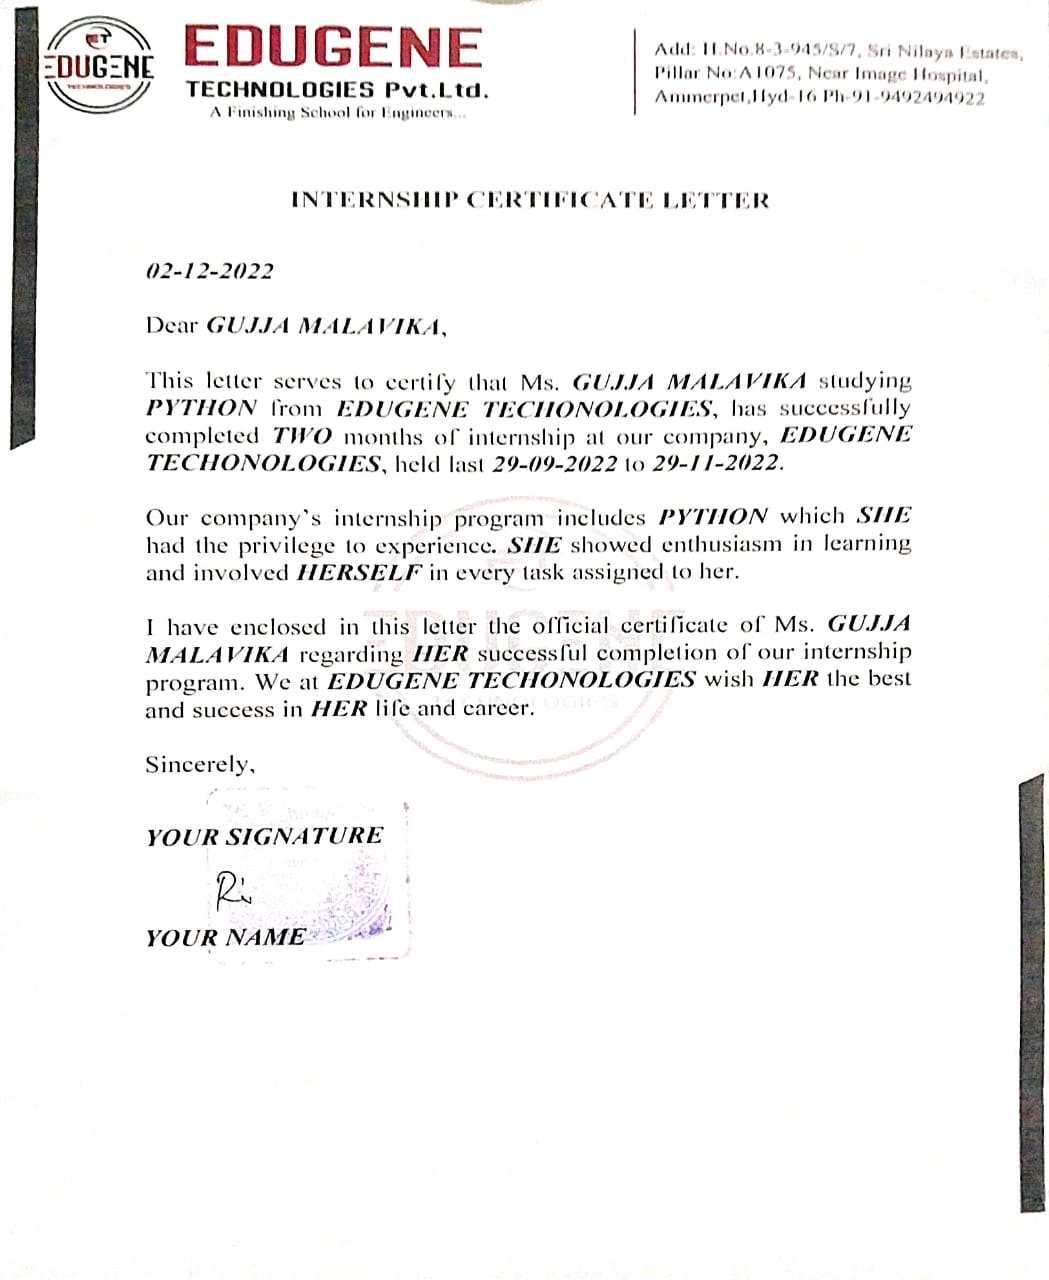 ET
EDUGENE
TECHNOLOGIES
EDUGENE
TECHNOLOGIES Pvt.Ltd.
A Finishing School for Engineers...
Add: H.No.8-3-945/S/7, Sri Nilaya Estates,
Pillar No:A1075, Near Image Hospital,
Ammerpet,Hyd-16 Ph-91-9492494922
INTERNSHIP CERTIFICATE LETTER
02-12-2022
Dear GUJJA MALAVIKA,
This letter serves to certify that Ms. GUJJA MALAVIKA studying
PYTHON from EDUGENE TECHONOLOGIES, has successfully
completed TWO months of internship at our company, EDUGENE
TECHONOLOGIES, held last 29-09-2022 to 29-11-2022.
Our company's internship program includes PYTHON which SHE
had the privilege to experience. SHE showed enthusiasm in learning
and involved HERSELF in every task assigned to her.
I have enclosed in this letter the official certificate of Ms. GUJJA
MALAVIKA regarding HER successful completion of our internship
program. We at EDUGENE TECHONOLOGIES wish HER the best
and success in HER life and career.
Sincerely,
YOUR SIGNATURE
Ri
YOUR NAME